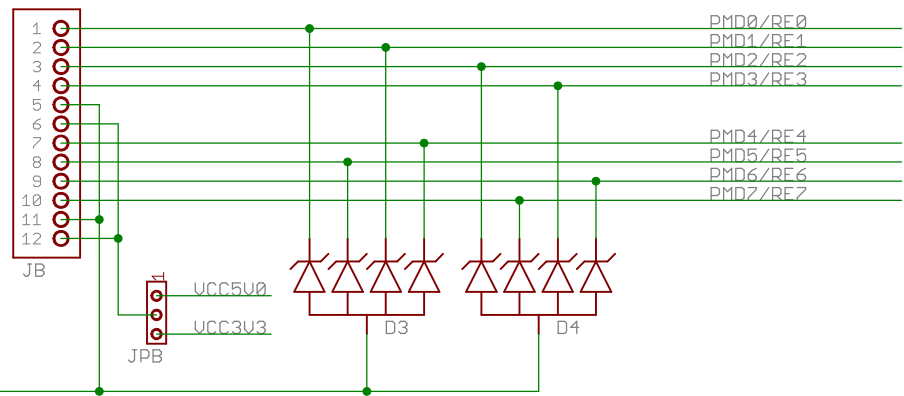 1
2
3
4
5
6
7
8
9
10
11
12
JB
PMD0/RE0
PMD1/RE1
PMD2/RE2
PMD3/RE3
PMD4/RE4
PMD5/RE5
PMD6/RE6
PMD7/RE7
1
VCC5V0
VCC3V3
JPB
D3
D4